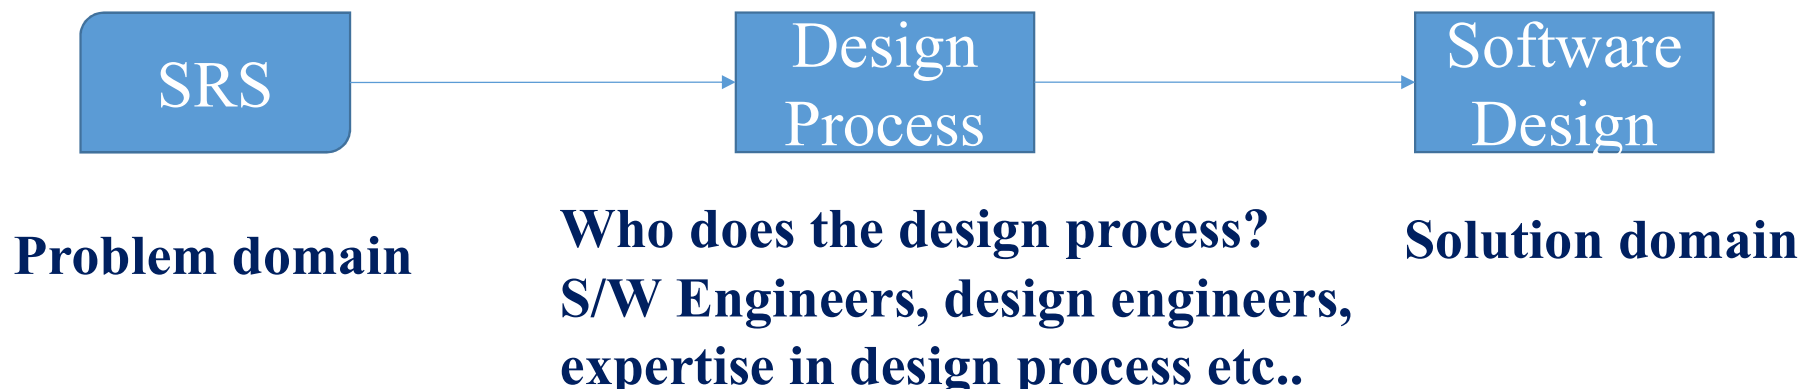 SRS
Design
Process
Software
Design
Problem domain
Who does the design process?
S/W Engineers, design engineers,
expertise in design process etc..
Solution domain